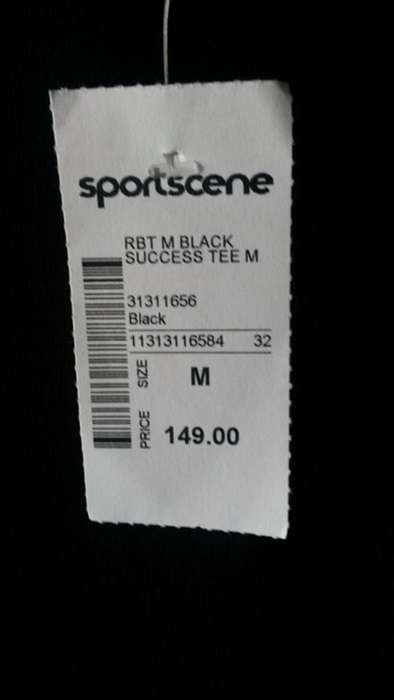 sportscene
RBT M BLACK
SUCCESS TEE M
31311656
Black
11313116584 32
SIZE M
PRICE 149.00